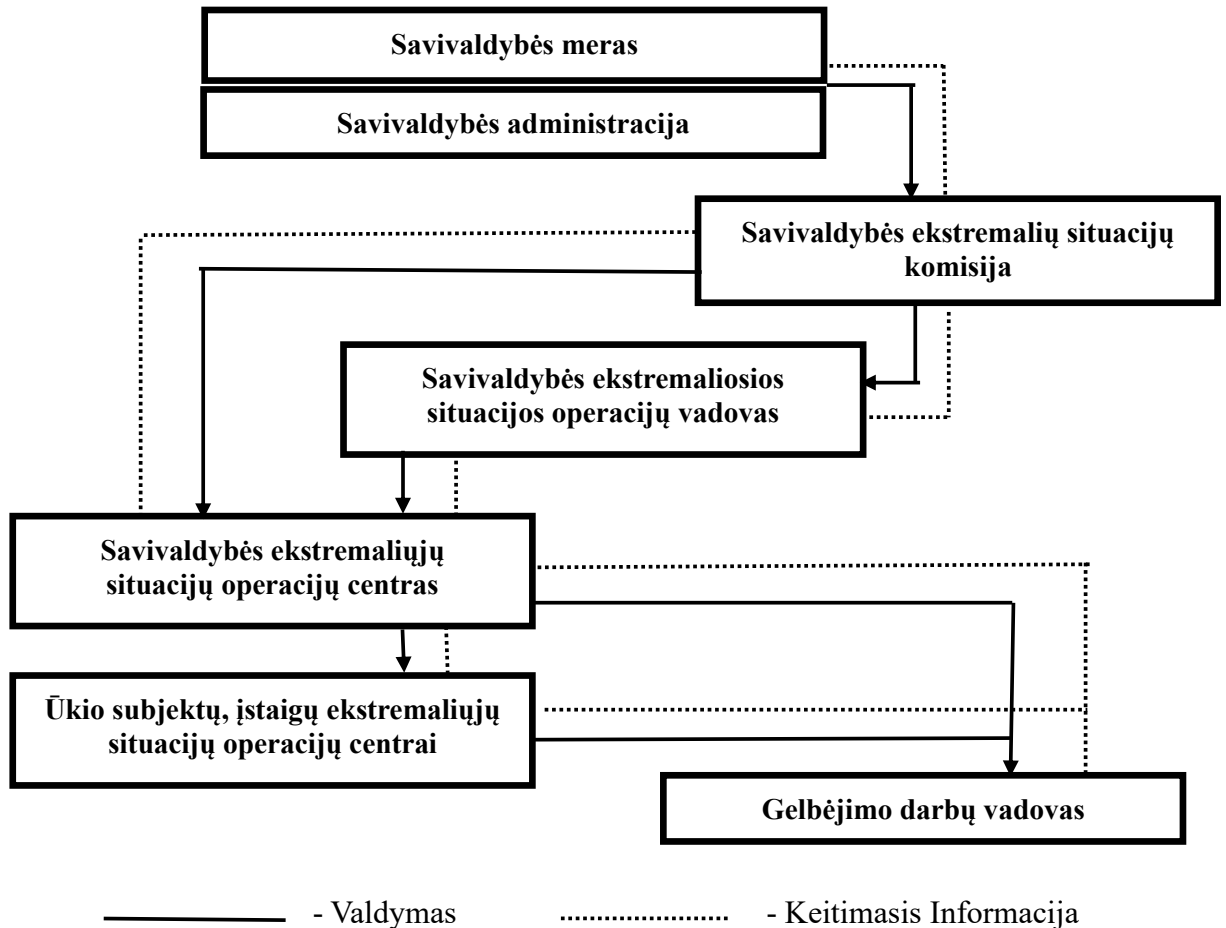 Savivaldybės meras
Savivaldybės administracija
Savivaldybės ekstremalių situacijų
komisija
Savivaldybės ekstremaliosios
situacijos operacijų vadovas
Savivaldybės ekstremaliųjų
situacijų operacijų centras
Ūkio subjektų, įstaigų ekstremaliųjų
situacijų operacijų centrai
Gelbėjimo darbų vadovas
- Valdymas
- Keitimasis Informacija